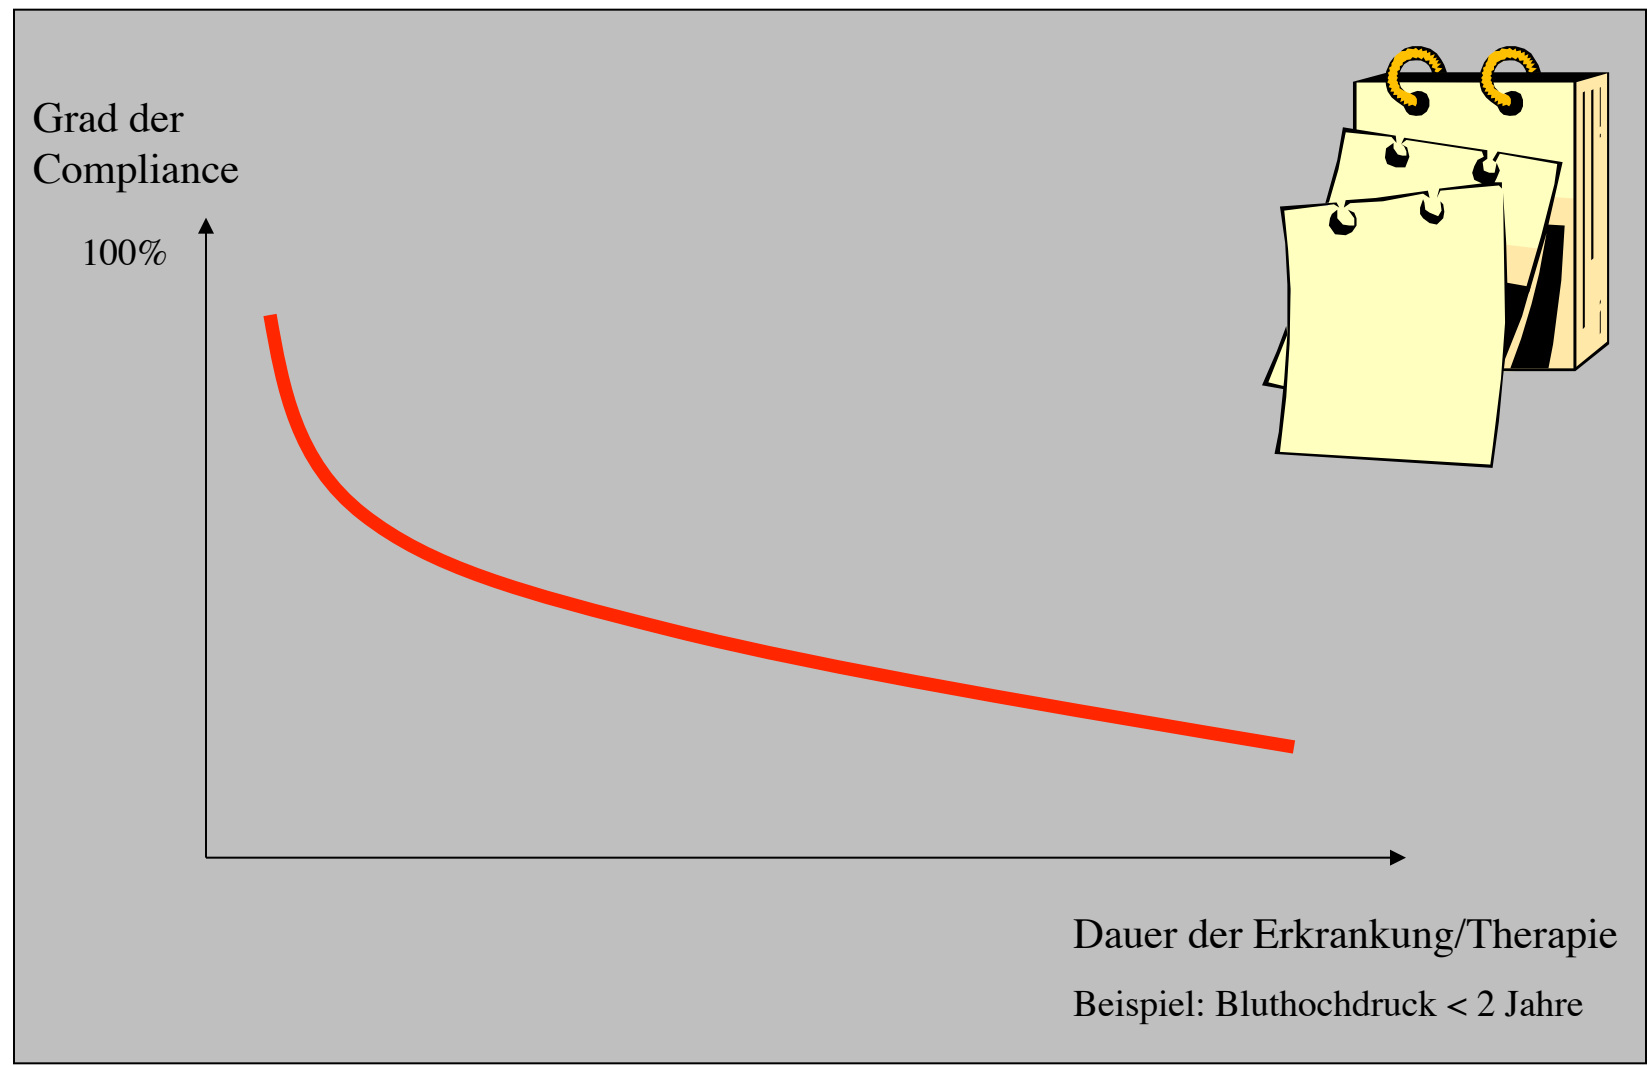 Grad der
Compliance
100%
Dauer der Erkrankung/Therapie
Beispiel: Bluthochdruck < 2 Jahre